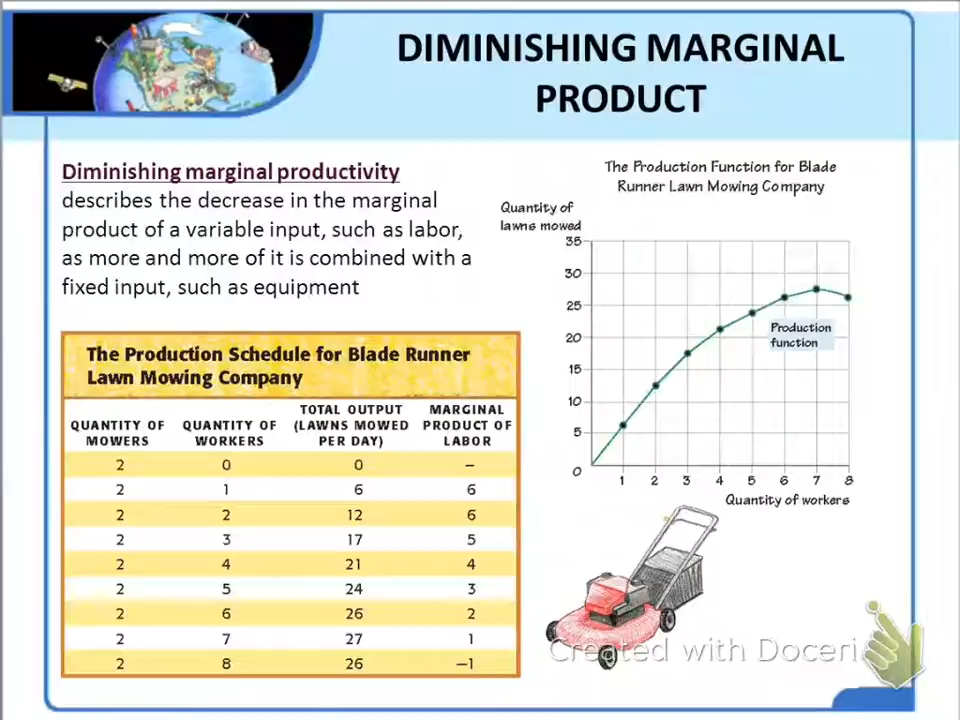 DIMINISHING MARGINAL
PRODUCT
Diminishing marginal productivity
describes the decrease in the marginal
product of a variable input, such as labor,
as more and more of it is combined with a
fixed input, such as equipment
The Production Schedule for Blade Runner
Lawn Mowing Company
QUANTITY OF MOWERS QUANTITY OF WORKERS TOTAL OUTPUT (LAWNS MOWED PER DAY) MARGINAL PRODUCT OF LABOR
2 0 0 –
2 1 6 6
2 2 12 6
2 3 17 5
2 4 21 4
2 5 24 3
2 6 26 2
2 7 27 1
2 8 26 –1
The Production Function for Blade
Runner Lawn Mowing Company
Quantity of
lawns mowed
35
30
25
20
15
10
5
0
Production
function
1 2 3 4 5 6 7 8
Quantity of workers
Created with Doceri